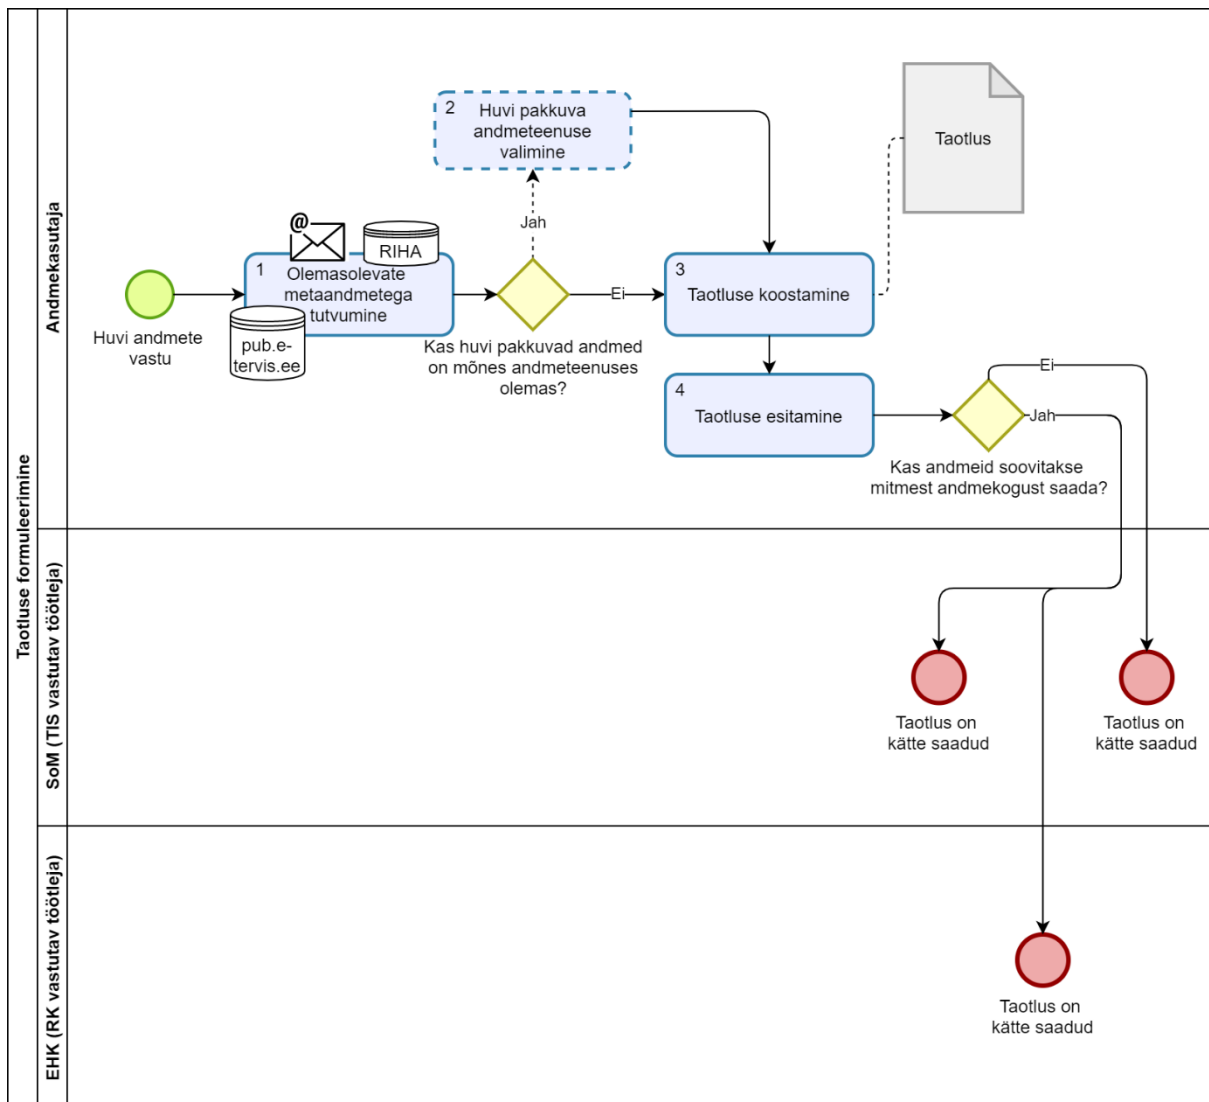 Taotluse formuleerimine
Andmekasutaja
Huvi andmete
vastu
@
RIHA
1
Olemasolevate
metaandmetega
tutvumine
pub.e-
tervis.ee
2
Huvi pakkuva
andmeteenuse
valimine
Jah
Ei
Kas huvi pakkuvad andmed
on mõnes andmeteenuses
olemas?
3
Taotluse koostamine
Taotlus
4
Taotluse esitamine
Ei
Jah
Kas andmeid soovitakse
mitmest andmekogust saada?
SoM (TIS vastutav töötleja)
Taotlus on
kätte saadud
Taotlus on
kätte saadud
EHK (RK vastutav töötleja)
Taotlus on
kätte saadud